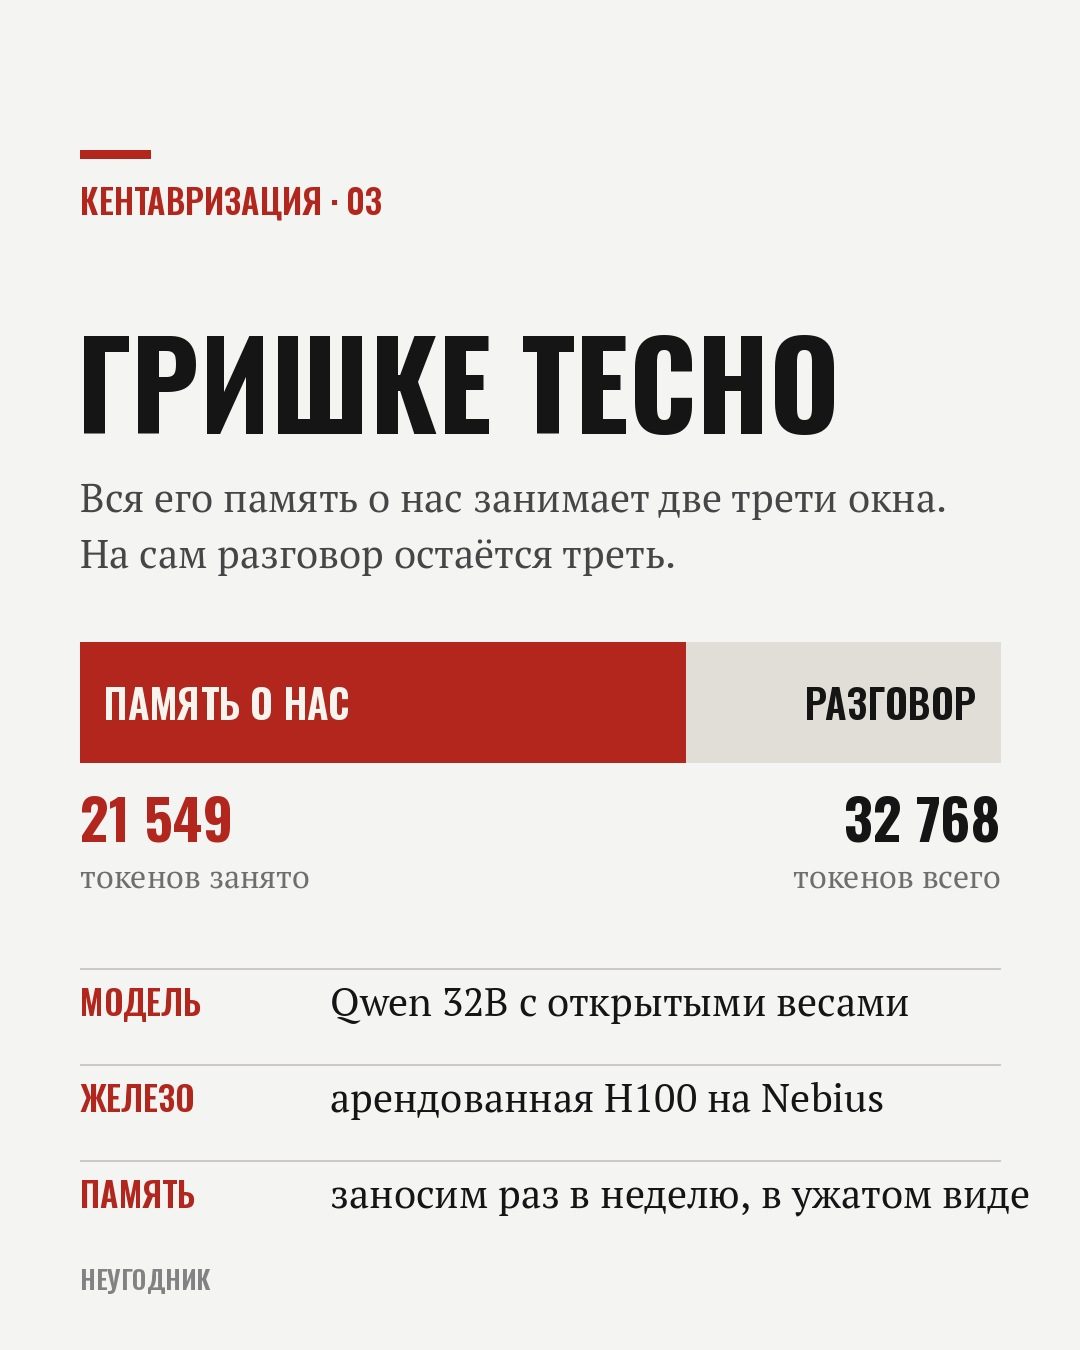 КЕНТАВРИЗАЦИЯ · 03
ГРИШКЕ ТЕСНО
Вся его память о нас занимает две трети окна.
На сам разговор остаётся треть.
ПАМЯТЬ О НАС РАЗГОВОР
21 549 32 768
токенов занято токенов всего
МОДЕЛЬ Qwen 32B с открытыми весами
ЖЕЛЕЗО арендованная H100 на Nebius
ПАМЯТЬ заносим раз в неделю, в ужатом виде
НЕУГОДНИК